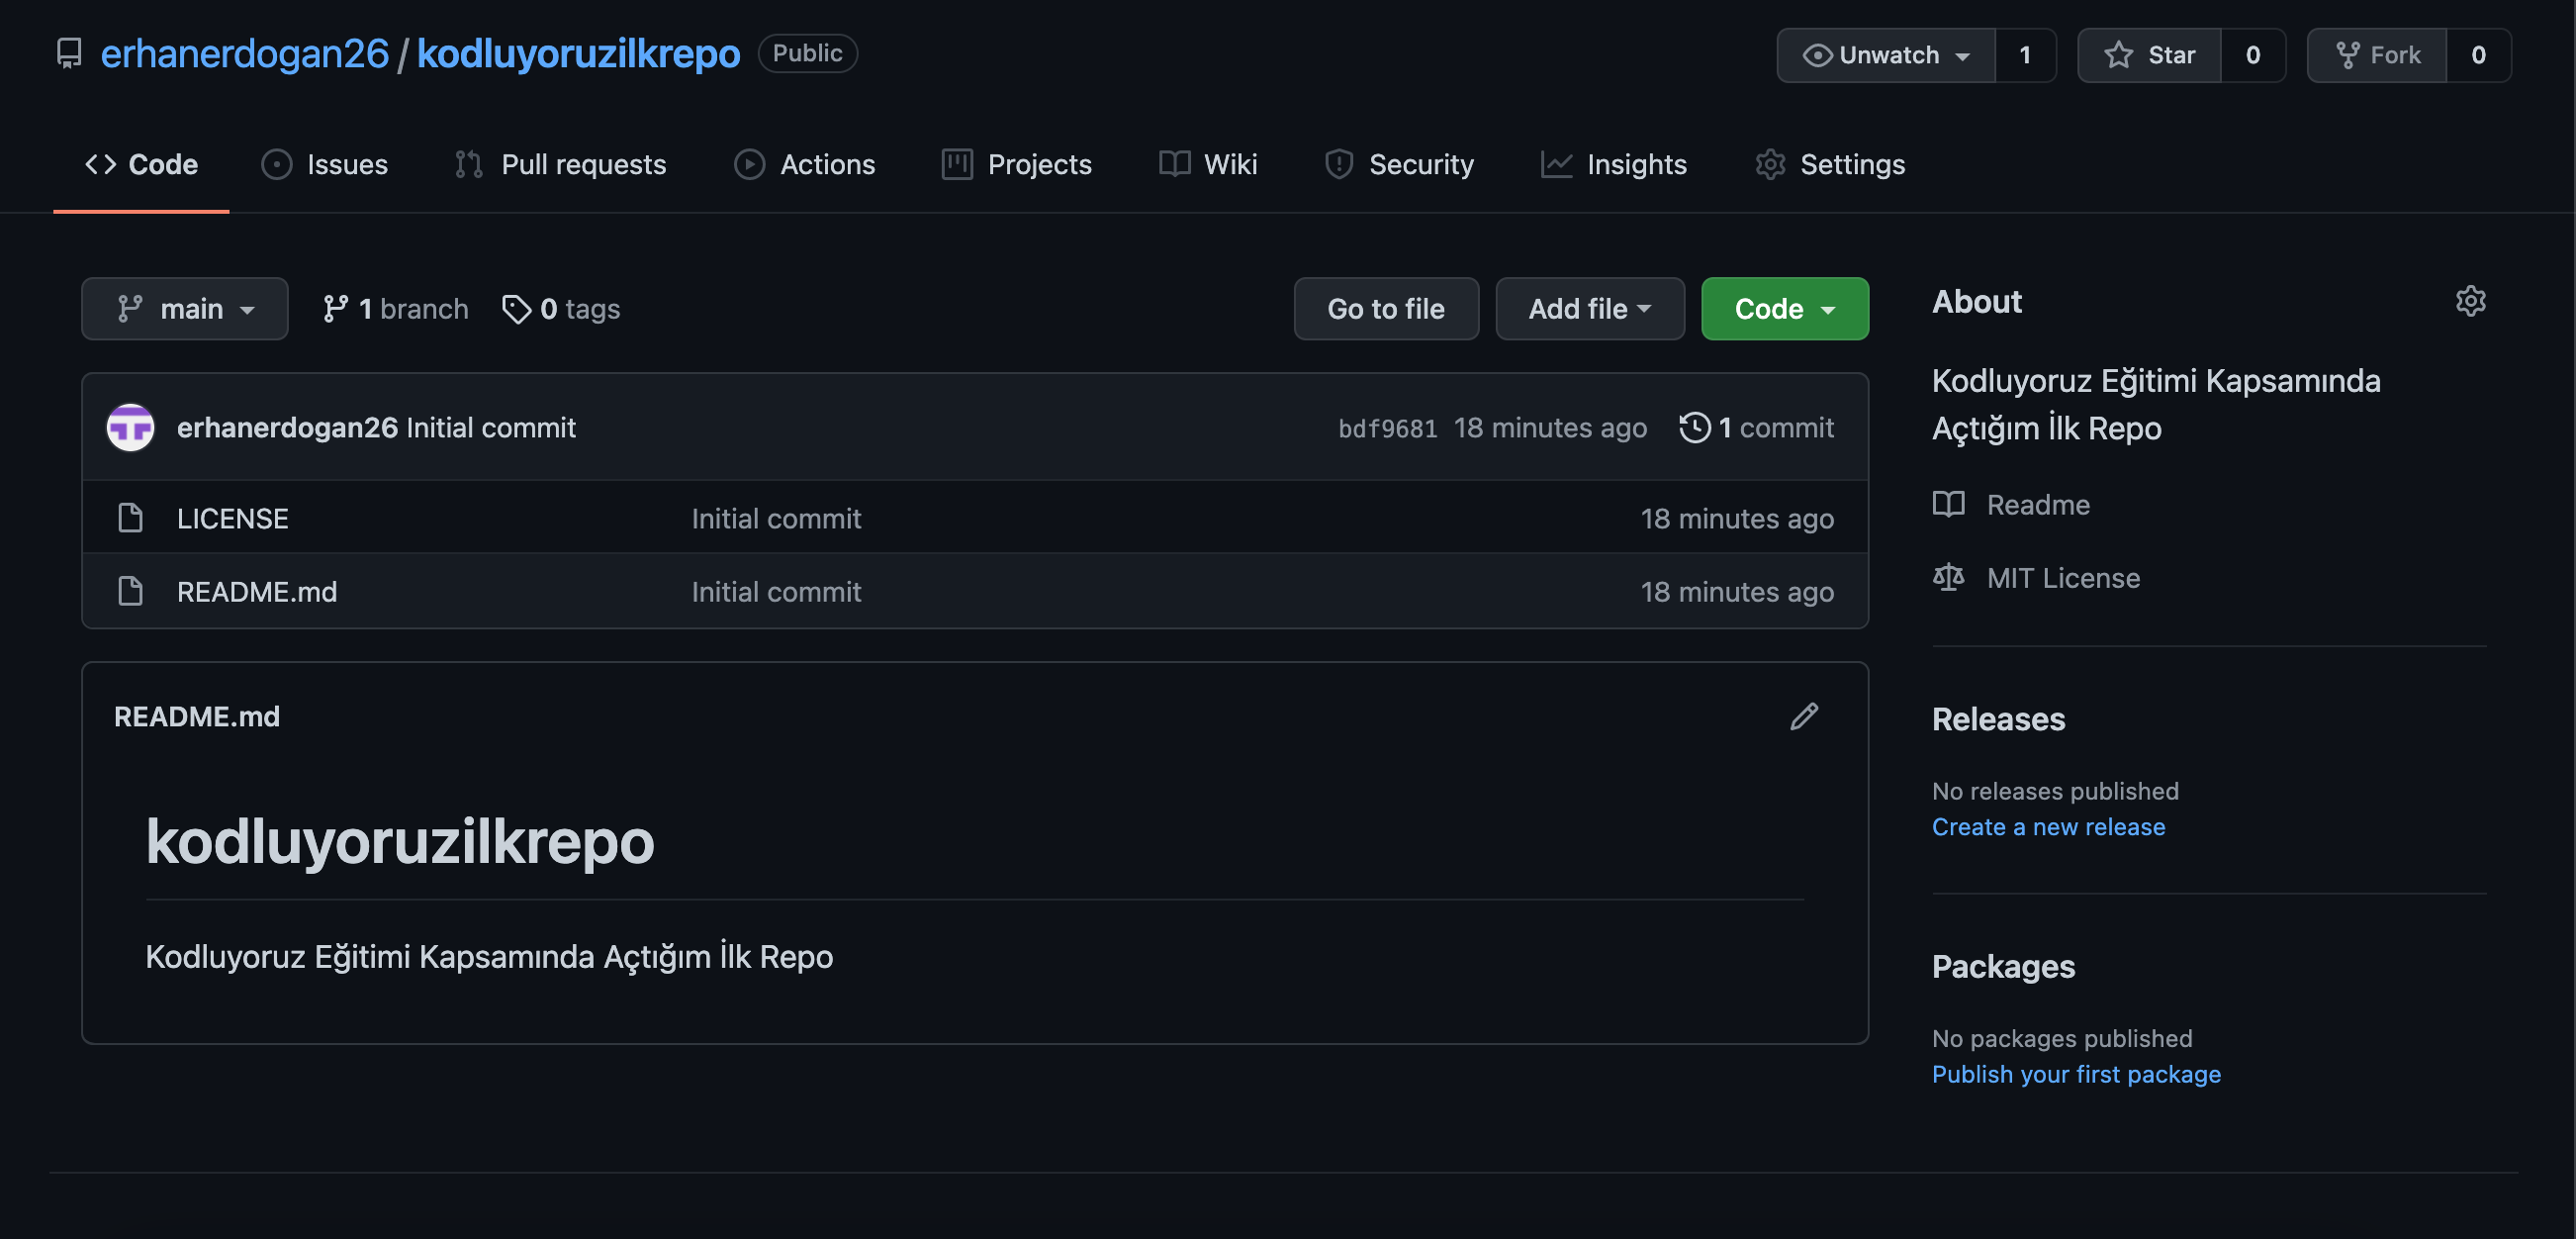 erhanerdogan26 / kodluyoruzilkrepo Public
Unwatch 1 Star 0 Fork 0
Code Issues Pull requests Actions Projects Wiki Security Insights Settings
main 1 branch 0 tags Go to file Add file Code
erhanerdogan26 Initial commit bdf9681 18 minutes ago 1 commit
LICENSE Initial commit 18 minutes ago
README.md Initial commit 18 minutes ago
README.md
kodluyoruzilkrepo
Kodluyoruz Eğitimi Kapsamında Açtığım İlk Repo
About
Kodluyoruz Eğitimi Kapsamında
Açtığım İlk Repo
Readme
MIT License
Releases
No releases published
Create a new release
Packages
No packages published
Publish your first package